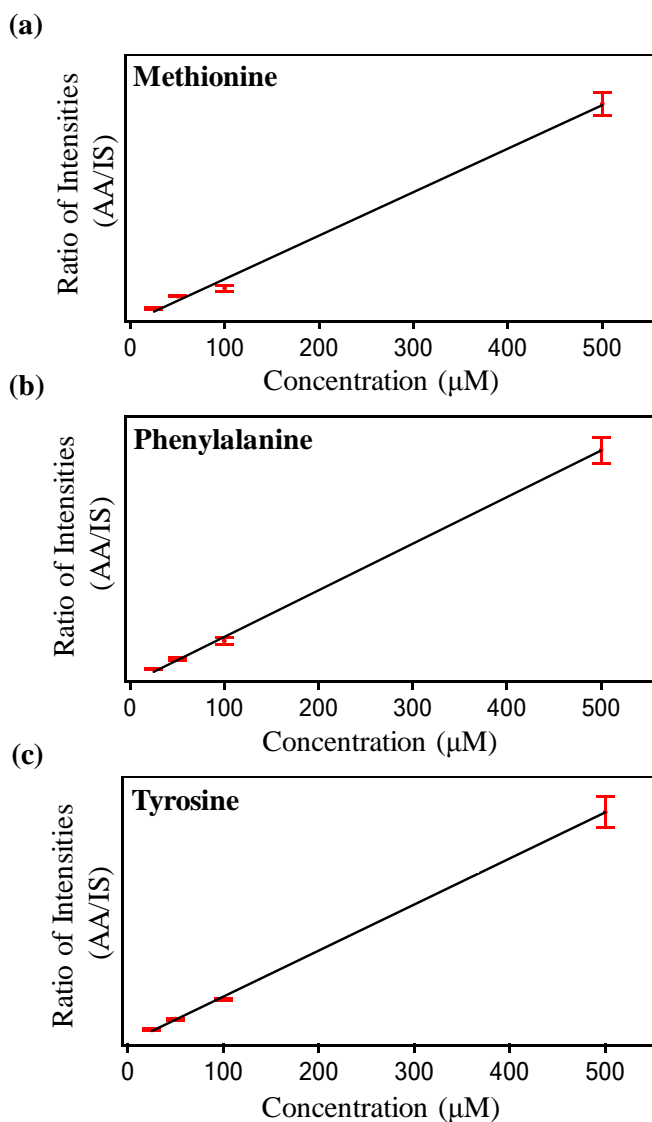 (a)
Methionine
Ratio of Intensities
(AA/IS)
0 100 200 300 400 500
Concentration (μM)
(b)
Phenylalanine
Ratio of Intensities
(AA/IS)
0 100 200 300 400 500
Concentration (μM)
(c)
Tyrosine
Ratio of Intensities
(AA/IS)
0 100 200 300 400 500
Concentration (μM)